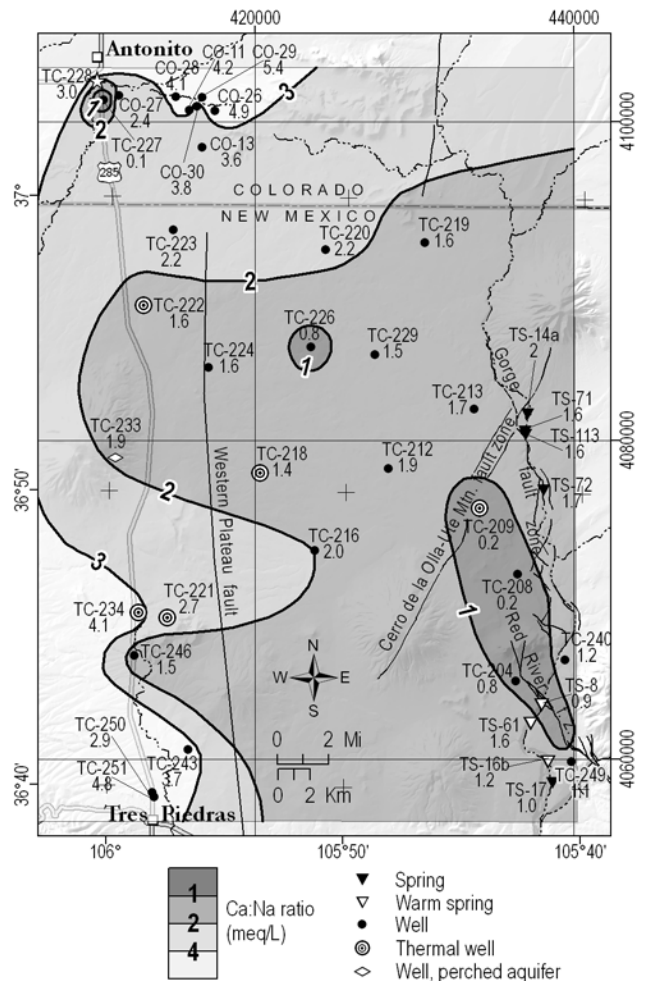 420000
440000
Antonito
CO-11
4.2
CO-29
5.4
CO-28
4.1
TC-228
3.0
CO-27
2.4
CO-26
4.9
3
1
2
TC-227
0.1
CO-13
3.6
CO-30
3.8
4100000
285
37°
COLORADO
NEW MEXICO
TC-223
2.2
TC-220
2.2
TC-219
1.6
2
TC-222
1.6
TC-226
0.8
1
TC-224
1.6
TC-229
1.5
TS-14a
2
Gorge
fault
zone
TC-213
1.7
TS-71
1.6
TS-113
1.6
4080000
TC-233
1.9
TC-218
1.4
TC-212
1.9
TS-72
1.7
36°50'
Western Plateau fault
Cerro de la Olla-Ute Mtn. fault zone
2
TC-209
0.2
TC-216
2.0
3
TC-208
0.2
TC-221
2.7
TC-234
4.1
1
Red River f.z.
TC-240
1.2
TC-246
1.5
N
W E
S
TC-204
0.8
TS-8
0.9
TS-61
1.6
TC-250
2.9
TC-243
0 2 Mi
0 2 Km
TS-16b
1.2
TC-249
4060000
36°40'
TC-251
4.8
TS-17
1.0
Tres Piedras
106°
105°50'
105°40'
1
2
4
Ca:Na ratio
(meq/L)
Spring
Warm spring
Well
Thermal well
Well, perched aquifer